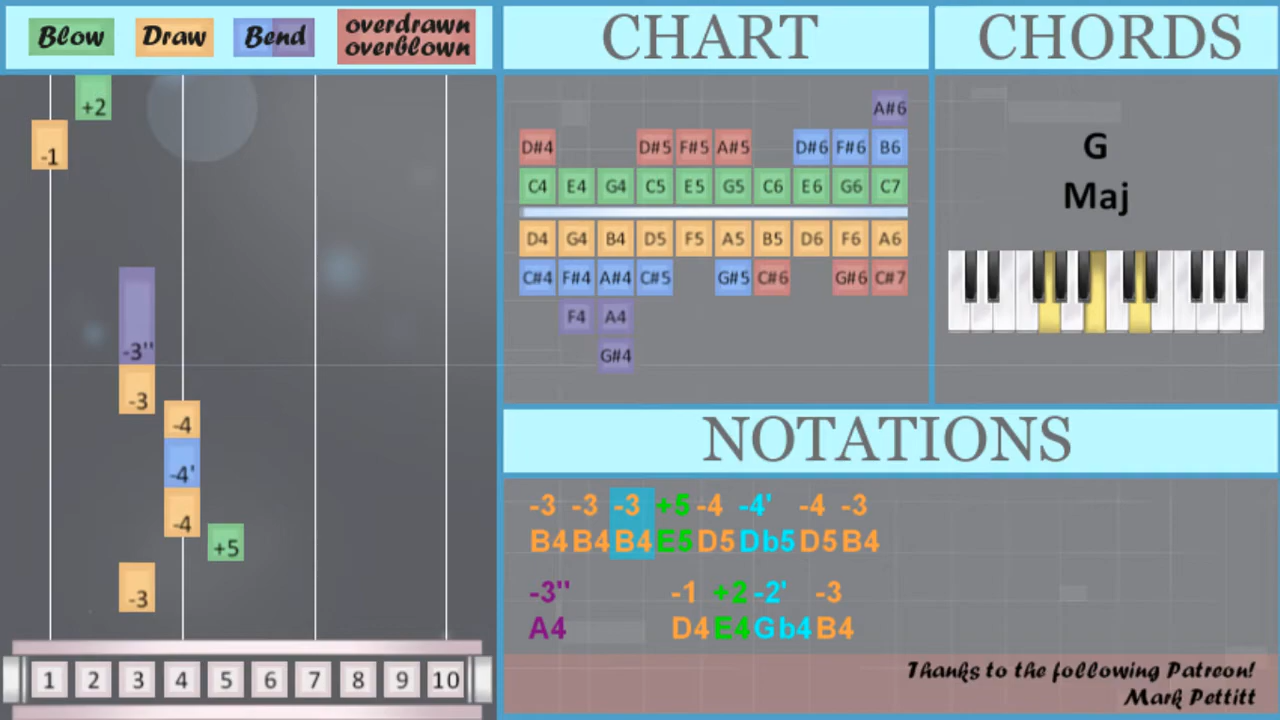 Blow Draw Bend overdrawn
overblown
CHART
CHORDS
+2
-1
-3''
-3
-4
-4'
-4
+5
-3
1 2 3 4 5 6 7 8 9 10
A#6
D#4 D#5 F#5 A#5 D#6 F#6 B6
C4 E4 G4 C5 E5 G5 C6 E6 G6 C7
D4 G4 B4 D5 F5 A5 B5 D6 F6 A6
C#4 F#4 A#4 C#5 G#5 C#6 G#6 C#7
F4 A4
G#4
G
Maj
NOTATIONS
-3 -3 -3 +5 -4 -4' -4 -3
B4 B4 B4 E5 D5 Db5 D5 B4
-3'' -1 +2 -2' -3
A4 D4 E4 Gb4 B4
Thanks to the following Patreon!
Mark Pettitt